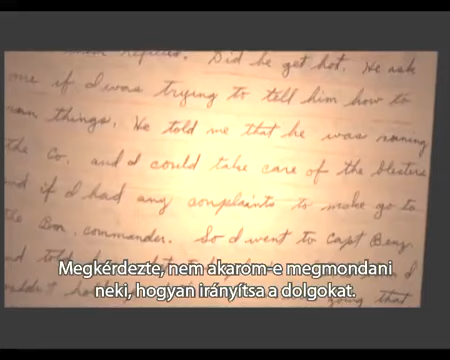 Did he get hot. He ask
me if I was trying to tell him how to
run things. He told me that he was running
the Co. and I could take care of the blisters
and if I had any complaints to make go to
the Bon. commander. So I went to Capt
Megkérdezte, nem akarom-e megmondani
neki, hogyan irányítsa a dolgokat.
that